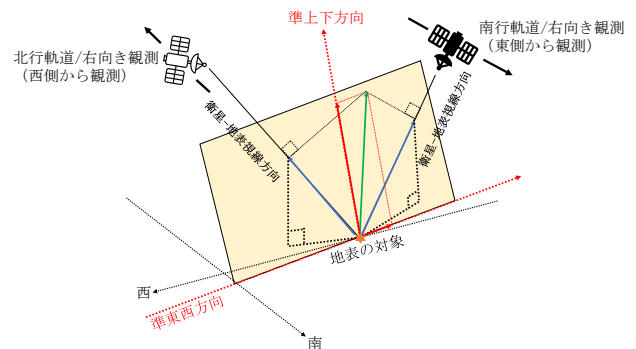 準上下方向
南行軌道/右向き観測
（東側から観測）
北行軌道/右向き観測
（西側から観測）
衛星-地表視線方向
衛星-地表視線方向
地表の対象
西
準東西方向
南